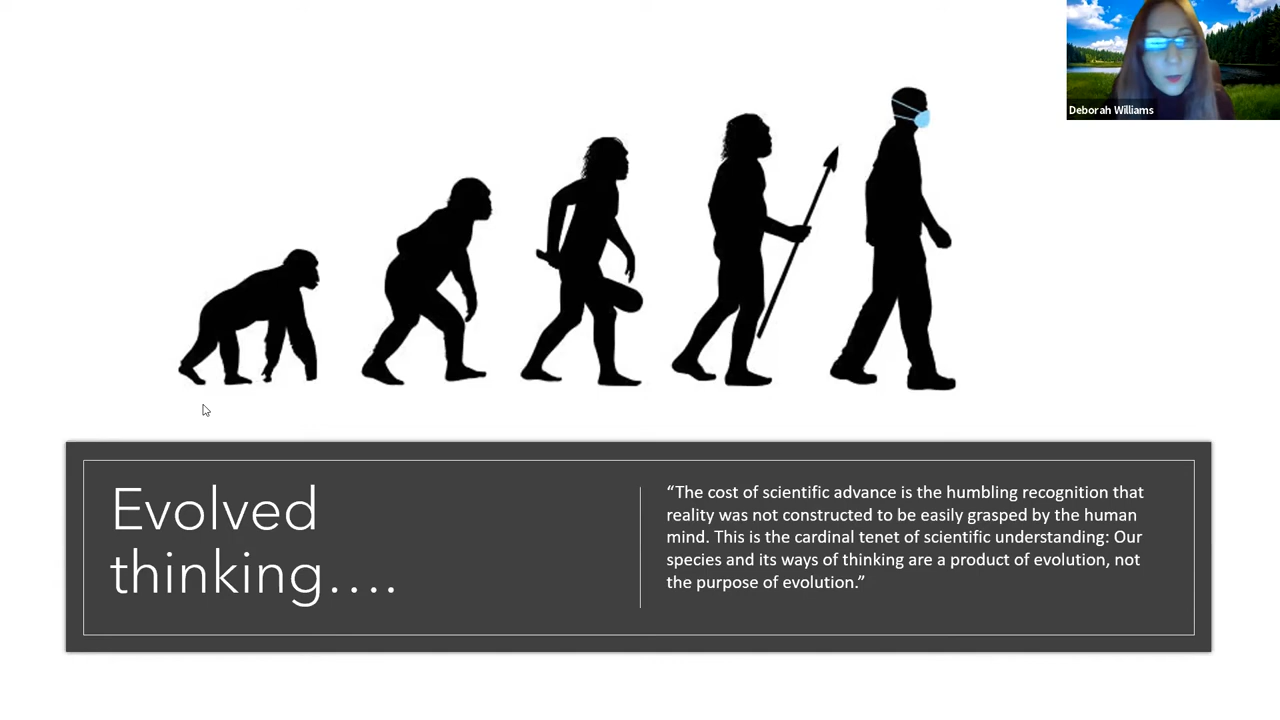 Deborah Williams
Evolved
thinking….
“The cost of scientific advance is the humbling recognition that
reality was not constructed to be easily grasped by the human
mind. This is the cardinal tenet of scientific understanding: Our
species and its ways of thinking are a product of evolution, not
the purpose of evolution.”